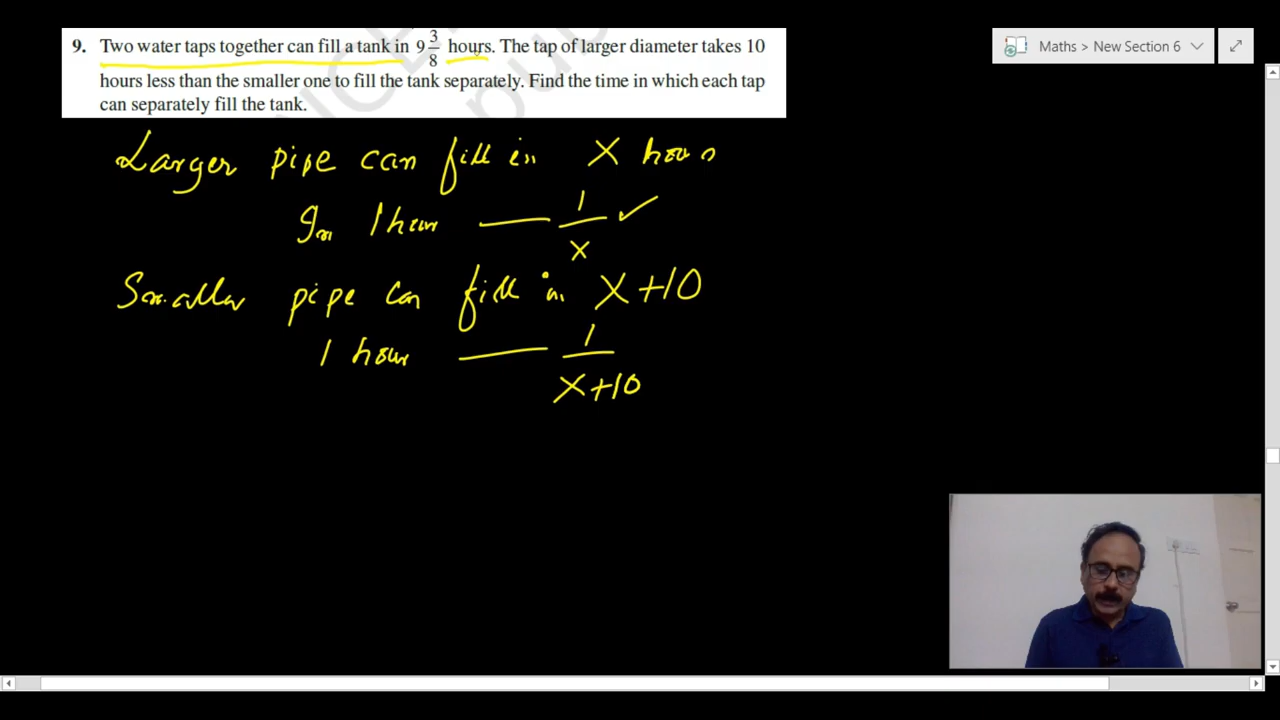 9. Two water taps together can fill a tank in 9 3/8 hours. The tap of larger diameter takes 10
hours less than the smaller one to fill the tank separately. Find the time in which each tap
can separately fill the tank.
Maths > New Section 6
Larger pipe can fill in X hours
In 1 hour — 1/x ✓
Smaller pipe can fill in X+10
1 hour — 1/X+10